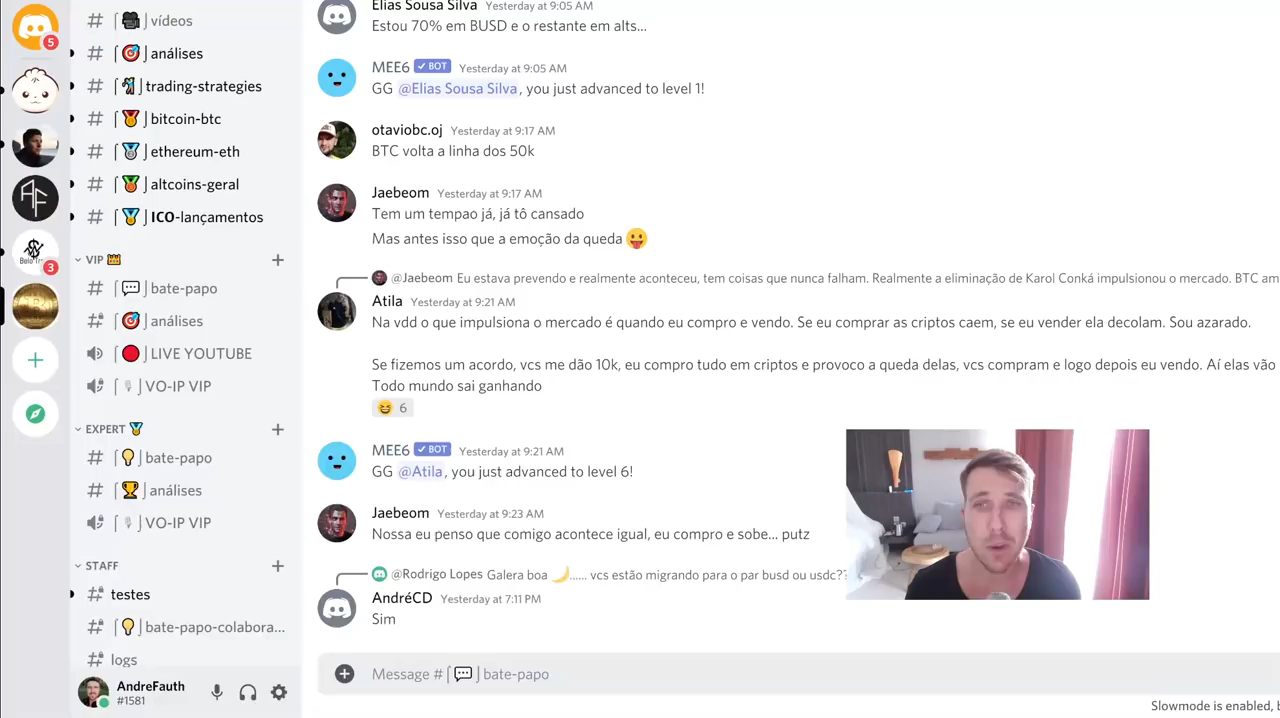 5
# ⌈🎥⌋vídeos
# ⌈🎯⌋análises
# ⌈⌋trading-strategies
# ⌈🥇⌋bitcoin-btc
# ⌈🥈⌋ethereum-eth
# ⌈🥉⌋altcoins-geral
# ⌈🏅⌋ICO-lançamentos
3
VIP 👑 +
# ⌈💬⌋bate-papo
# ⌈🎯⌋análises
⌈🔴⌋LIVE YOUTUBE
⌈🎙⌋VO-IP VIP
EXPERT 🏅 +
# ⌈💡⌋bate-papo
# ⌈🏆⌋análises
⌈🎙⌋VO-IP VIP
STAFF +
# testes
# ⌈💡⌋bate-papo-colabora...
# logs
AndreFauth
#1581
Elias Sousa Silva Yesterday at 9:05 AM
Estou 70% em BUSD e o restante em alts...
MEE6 ✓ BOT Yesterday at 9:05 AM
GG @Elias Sousa Silva, you just advanced to level 1!
otaviobc.oj Yesterday at 9:17 AM
BTC volta a linha dos 50k
Jaebeom Yesterday at 9:17 AM
Tem um tempao já, já tô cansado
Mas antes isso que a emoção da queda 😛
@Jaebeom Eu estava prevendo e realmente aconteceu, tem coisas que nunca falham. Realmente a eliminação de Karol Conká impulsionou o mercado. BTC am
Atila Yesterday at 9:21 AM
Na vdd o que impulsiona o mercado é quando eu compro e vendo. Se eu comprar as criptos caem, se eu vender ela decolam. Sou azarado.
Se fizemos um acordo, vcs me dão 10k, eu compro tudo em criptos e provoco a queda delas, vcs compram e logo depois eu vendo. Aí elas vão
Todo mundo sai ganhando
😆 6
MEE6 ✓ BOT Yesterday at 9:21 AM
GG @Atila, you just advanced to level 6!
Jaebeom Yesterday at 9:23 AM
Nossa eu penso que comigo acontece igual, eu compro e sobe... putz
@Rodrigo Lopes Galera boa 🌙...... vcs estão migrando para o par busd ou usdc??
AndréCD Yesterday at 7:11 PM
Sim
Message # ⌈💬⌋bate-papo
Slowmode is enabled,